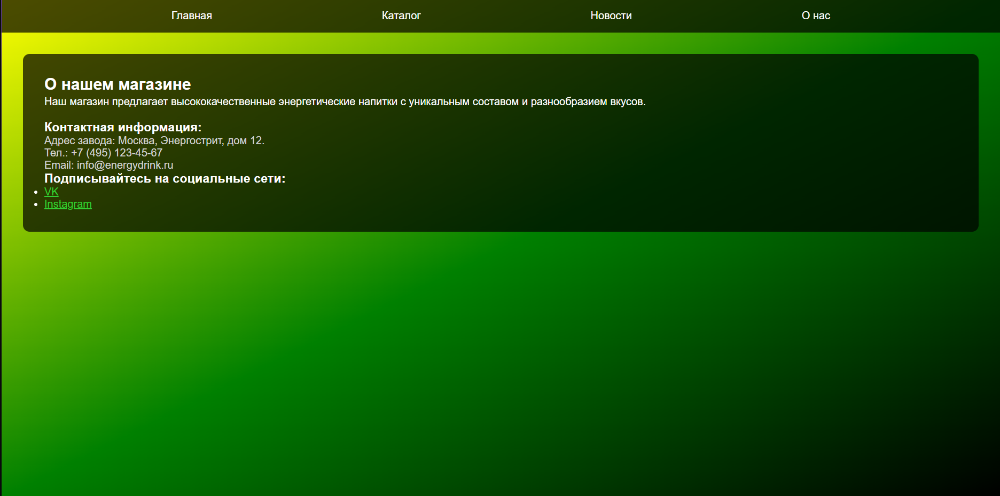 Главная Каталог Новости О нас
О нашем магазине
Наш магазин предлагает высококачественные энергетические напитки с уникальным составом и разнообразием вкусов.
Контактная информация:
Адрес завода: Москва, Энергострит, дом 12.
Тел.: +7 (495) 123-45-67
Email: info@energydrink.ru
Подписывайтесь на социальные сети:
VK
Instagram